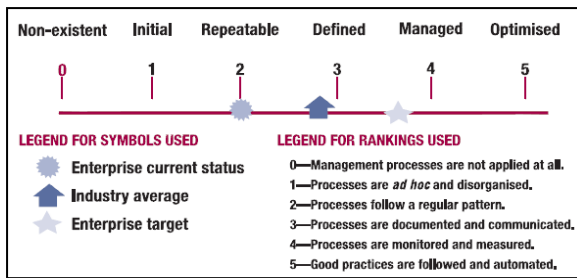 Non-existent Initial Repeatable Defined Managed Optimised
0 1 2 3 4 5
LEGEND FOR SYMBOLS USED
Enterprise current status
Industry average
Enterprise target
LEGEND FOR RANKINGS USED
0—Management processes are not applied at all.
1—Processes are ad hoc and disorganised.
2—Processes follow a regular pattern.
3—Processes are documented and communicated.
4—Processes are monitored and measured.
5—Good practices are followed and automated.